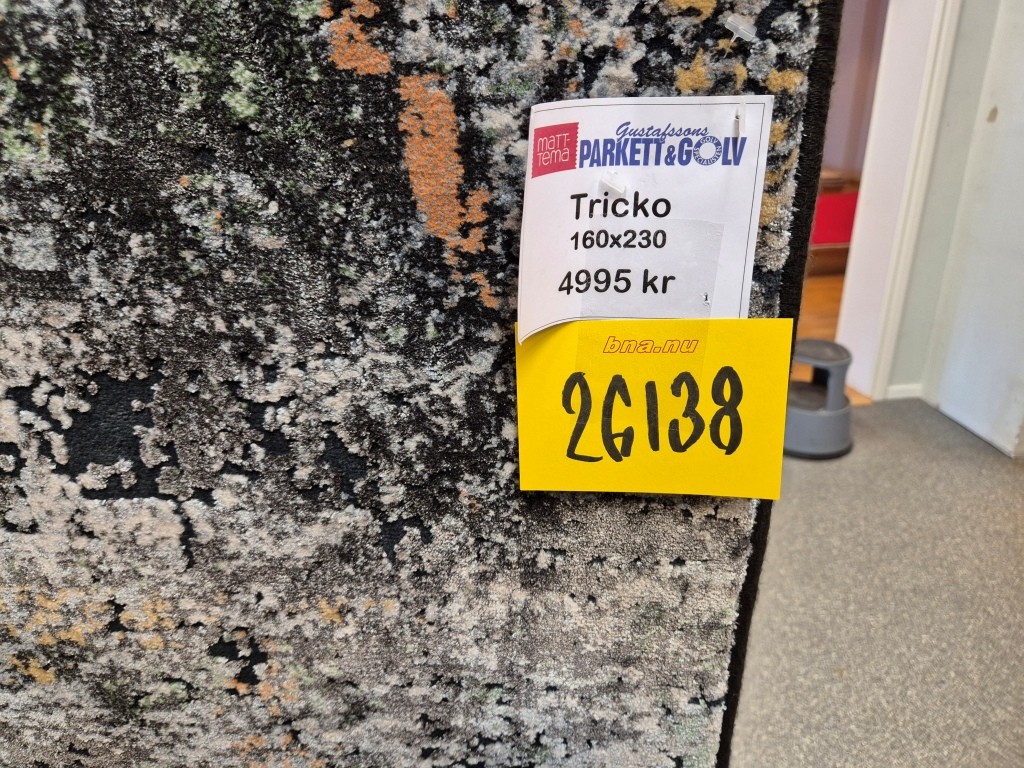 MATT-
TEMA
Gustafssons
PARKETT&GOLV
Tricko
160x230
4995 kr
bna.nu
26138